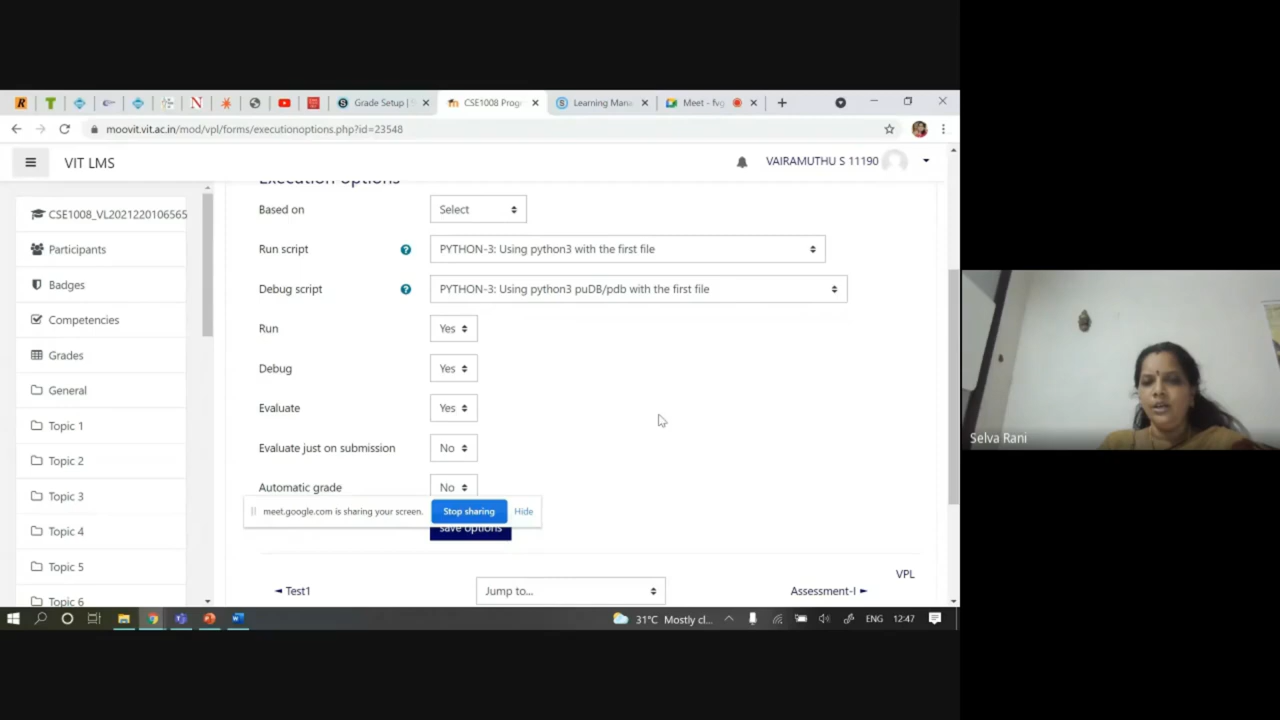 Grade Setup | T
CSE1008 Prog
Learning Mana
Meet - fvg
moovit.vit.ac.in/mod/vpl/forms/executionoptions.php?id=23548
VIT LMS
VAIRAMUTHU S 11190
Execution options
CSE1008_VL2021220106565
Based on
Select
Participants
Run script
PYTHON-3: Using python3 with the first file
Badges
Debug script
PYTHON-3: Using python3 puDB/pdb with the first file
Competencies
Run
Yes
Grades
Debug
Yes
General
Evaluate
Yes
Topic 1
Evaluate just on submission
No
Topic 2
Automatic grade
No
Topic 3
meet.google.com is sharing your screen.
Stop sharing
Hide
save options
Topic 4
Topic 5
VPL
◄ Test1
Jump to...
Assessment-I ►
Topic 6
31°C Mostly cl...
ENG
12:47
Selva Rani